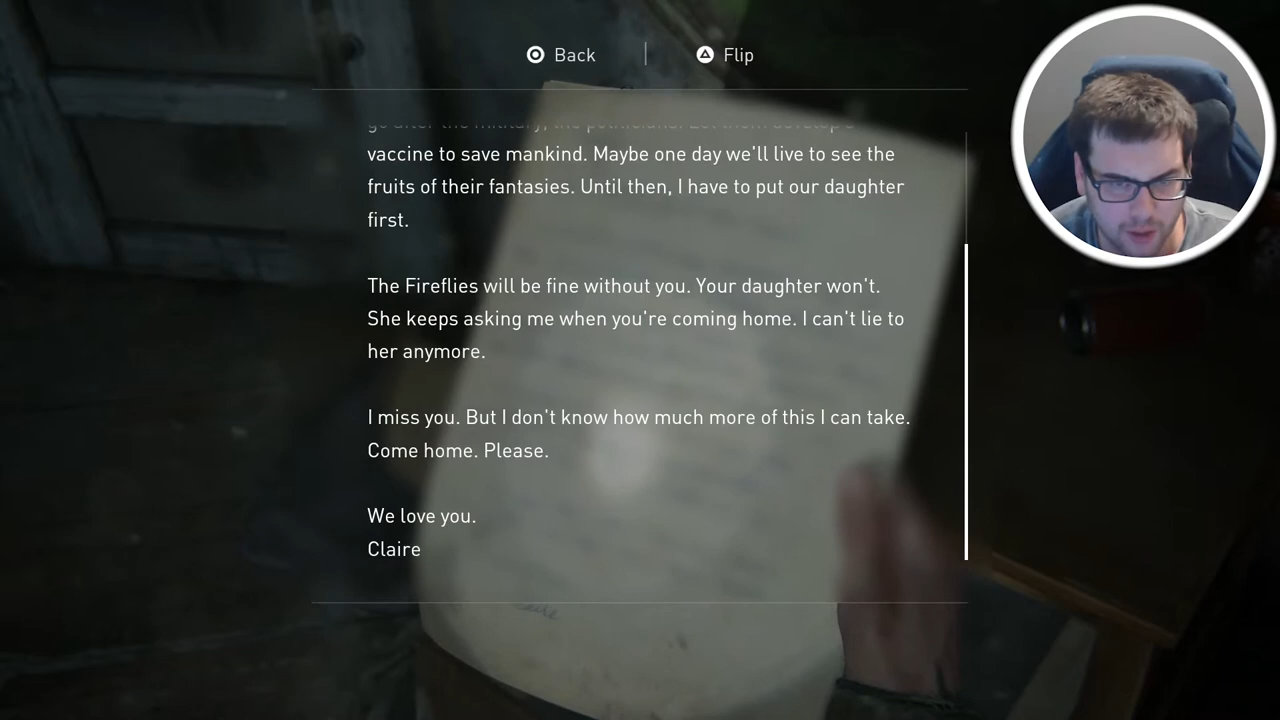 Back
Flip
vaccine to save mankind. Maybe one day we'll live to see the
fruits of their fantasies. Until then, I have to put our daughter
first.
The Fireflies will be fine without you. Your daughter won't.
She keeps asking me when you're coming home. I can't lie to
her anymore.
I miss you. But I don't know how much more of this I can take.
Come home. Please.
We love you.
Claire